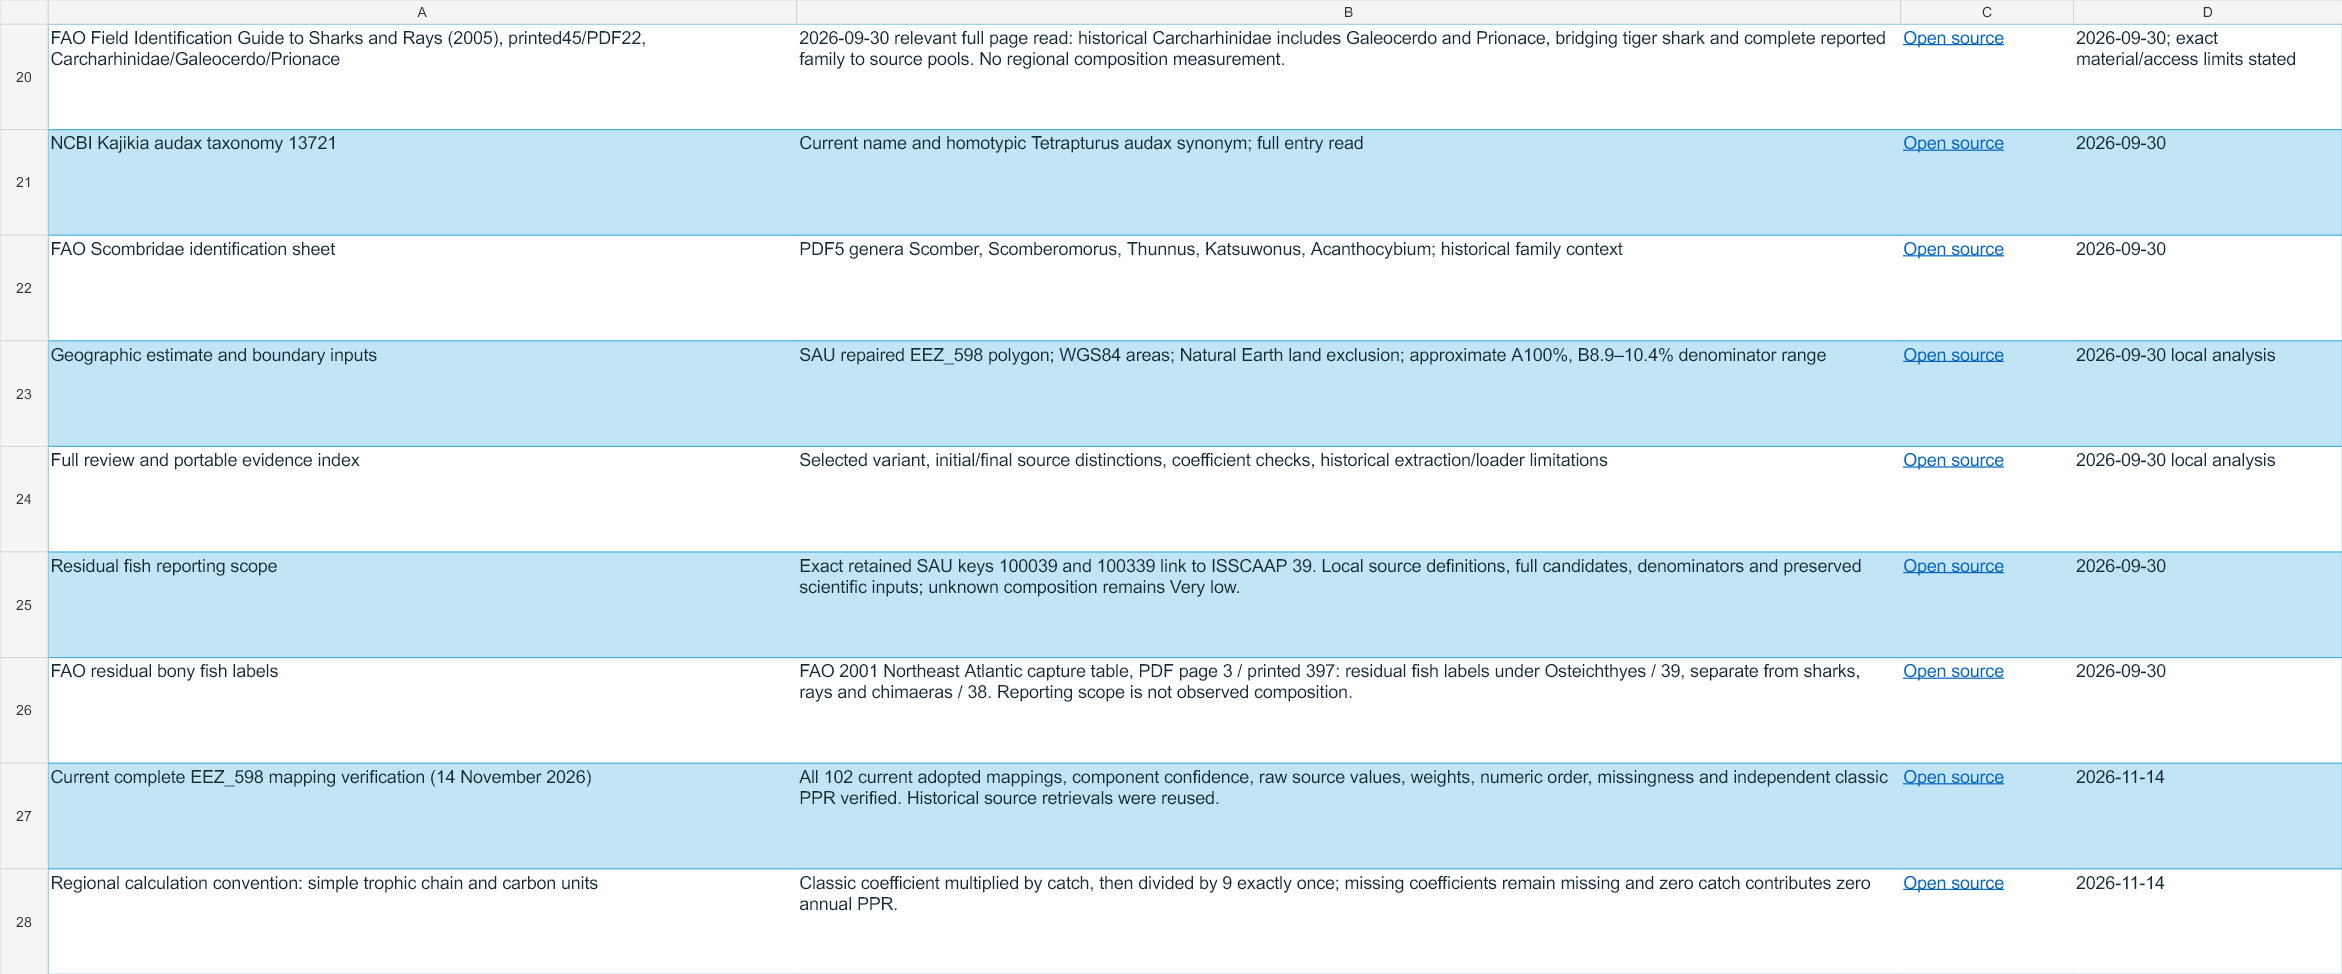 A B C D
20 FAO Field Identification Guide to Sharks and Rays (2005), printed45/PDF22,
Carcharhinidae/Galeocerdo/Prionace
2026-09-30 relevant full page read: historical Carcharhinidae includes Galeocerdo and Prionace, bridging tiger shark and complete reported
family to source pools. No regional composition measurement.
Open source
2026-09-30; exact
material/access limits stated
21 NCBI Kajikia audax taxonomy 13721
Current name and homotypic Tetrapturus audax synonym; full entry read
Open source
2026-09-30
22 FAO Scombridae identification sheet
PDF5 genera Scomber, Scomberomorus, Thunnus, Katsuwonus, Acanthocybium; historical family context
Open source
2026-09-30
23 Geographic estimate and boundary inputs
SAU repaired EEZ_598 polygon; WGS84 areas; Natural Earth land exclusion; approximate A100%, B8.9–10.4% denominator range
Open source
2026-09-30 local analysis
24 Full review and portable evidence index
Selected variant, initial/final source distinctions, coefficient checks, historical extraction/loader limitations
Open source
2026-09-30 local analysis
25 Residual fish reporting scope
Exact retained SAU keys 100039 and 100339 link to ISSCAAP 39. Local source definitions, full candidates, denominators and preserved
scientific inputs; unknown composition remains Very low.
Open source
2026-09-30
26 FAO residual bony fish labels
FAO 2001 Northeast Atlantic capture table, PDF page 3 / printed 397: residual fish labels under Osteichthyes / 39, separate from sharks,
rays and chimaeras / 38. Reporting scope is not observed composition.
Open source
2026-09-30
27 Current complete EEZ_598 mapping verification (14 November 2026)
All 102 current adopted mappings, component confidence, raw source values, weights, numeric order, missingness and independent classic
PPR verified. Historical source retrievals were reused.
Open source
2026-11-14
28 Regional calculation convention: simple trophic chain and carbon units
Classic coefficient multiplied by catch, then divided by 9 exactly once; missing coefficients remain missing and zero catch contributes zero
annual PPR.
Open source
2026-11-14